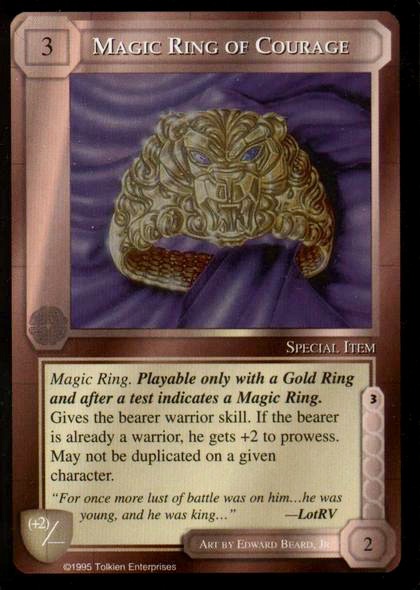 3
MAGIC RING OF COURAGE
SPECIAL ITEM
Magic Ring. Playable only with a Gold Ring
and after a test indicates a Magic Ring.
Gives the bearer warrior skill. If the bearer
is already a warrior, he gets +2 to prowess.
May not be duplicated on a given
character.
3
“For once more lust of battle was on him…he was
young, and he was king…” —LotRV
(+2)/–
ART BY EDWARD BEARD, JR.
2
©1995 Tolkien Enterprises